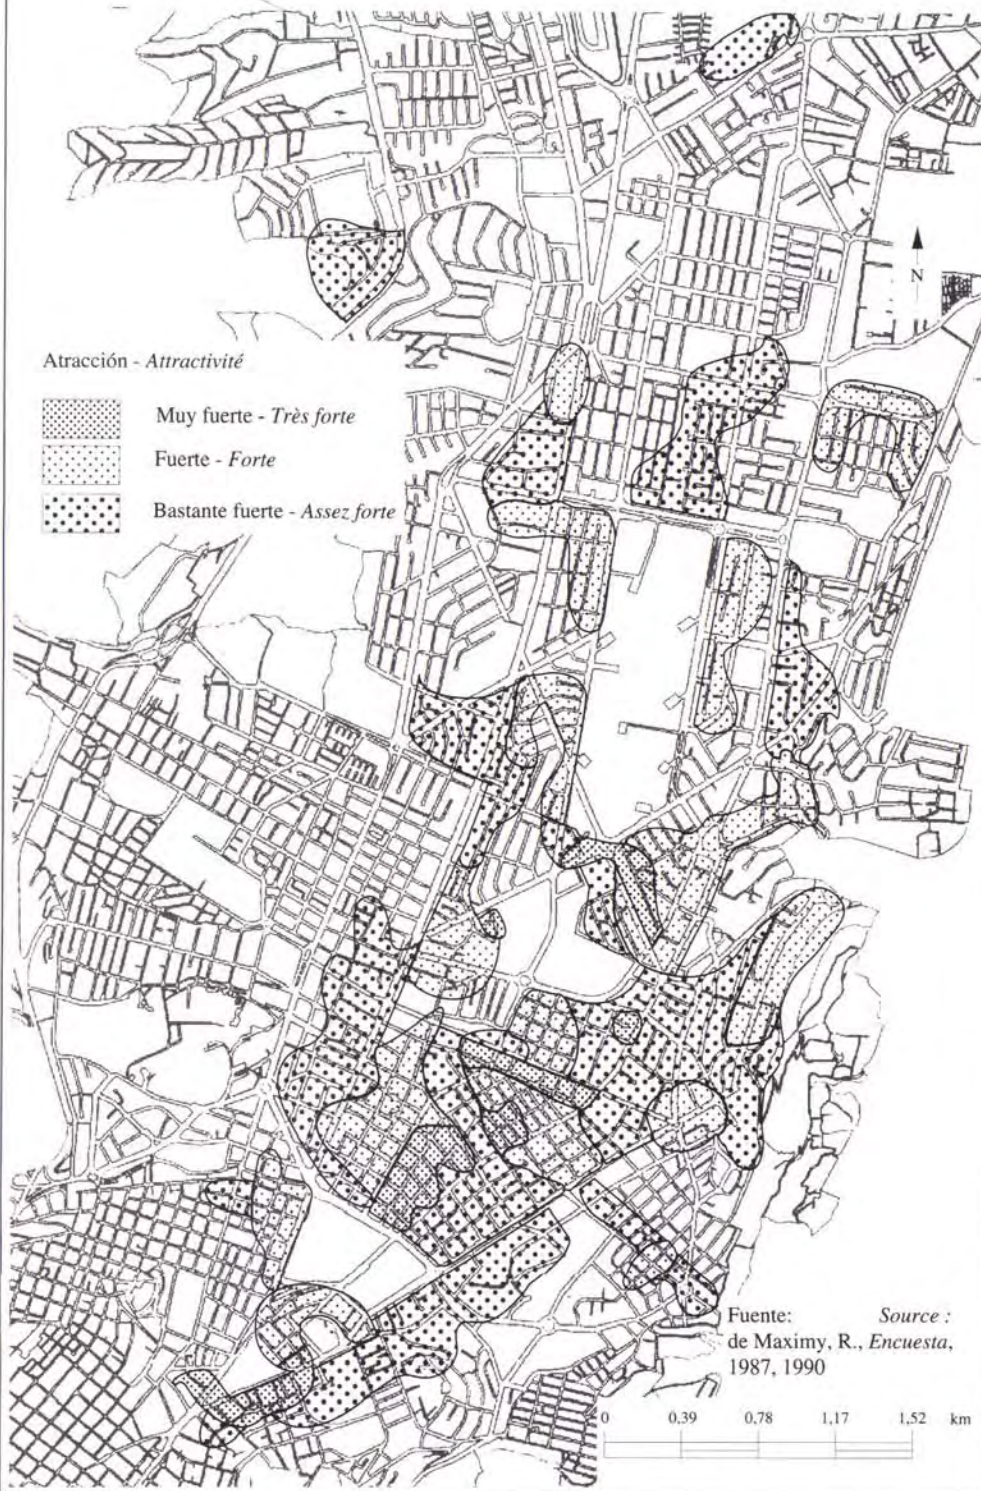 N
Atracción - Attractivité
Muy fuerte - Très forte
Fuerte - Forte
Bastante fuerte - Assez forte
Fuente: Source :
de Maximy, R., Encuesta,
1987, 1990
0 0,39 0,78 1,17 1,52 km